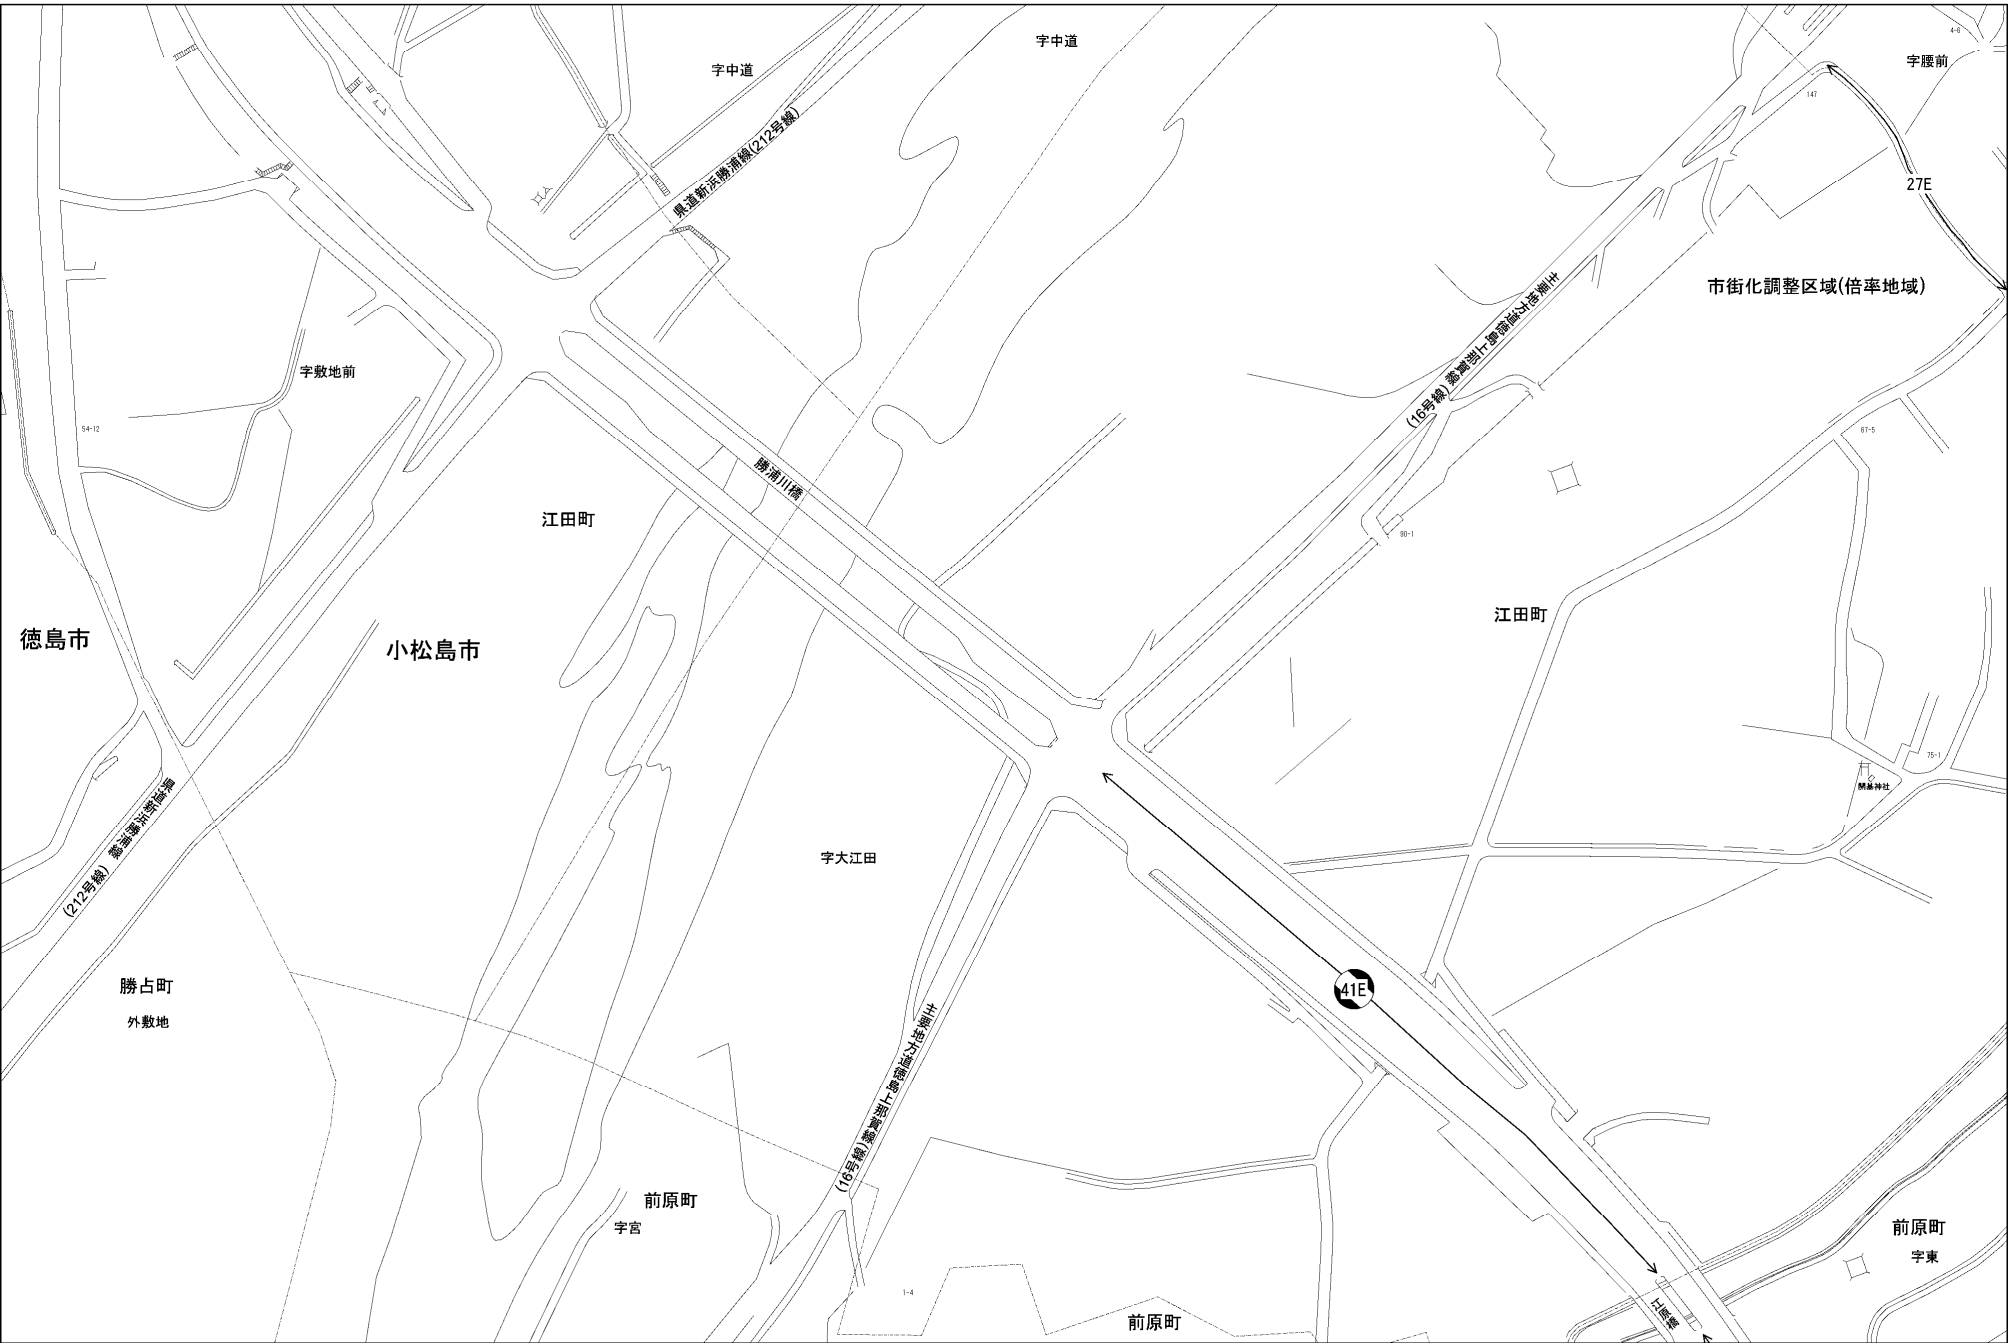 4-6
字中道
字腰前
字中道
147
県道新浜勝浦線(212号線)
27E
市街化調整区域(倍率地域)
主要地方道徳島上那賀線(16号線)
字敷地前
54-12
67-5
勝浦川橋
江田町
90-1
江田町
徳島市
小松島市
75-1
開基神社
県道新浜勝浦線(212号線)
字大江田
勝占町
外敷地
41E
主要地方道徳島上那賀線(16号線)
前原町
字宮
前原町
字東
1-4
江原橋
前原町